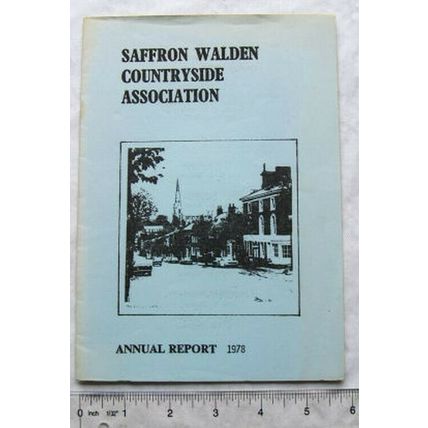 SAFFRON WALDEN
COUNTRYSIDE
ASSOCIATION
ANNUAL REPORT 1978
0 Inch 1/32" 1 2 3 4 5 6